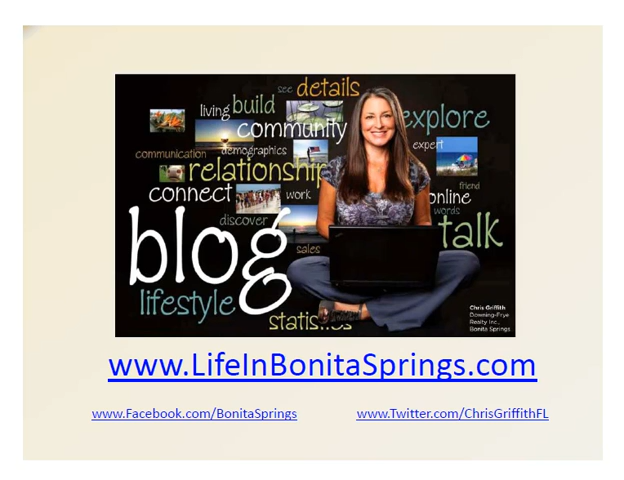 see details
living build
community
explore
communication demographics
expert
relationship
connect work
friend
online
words
discover
blog
talk
sales
lifestyle
Chris Griffith
Downing-Frye
Realty Inc.,
Bonita Springs
www.LifeInBonitaSprings.com
www.Facebook.com/BonitaSprings
www.Twitter.com/ChrisGriffithFL